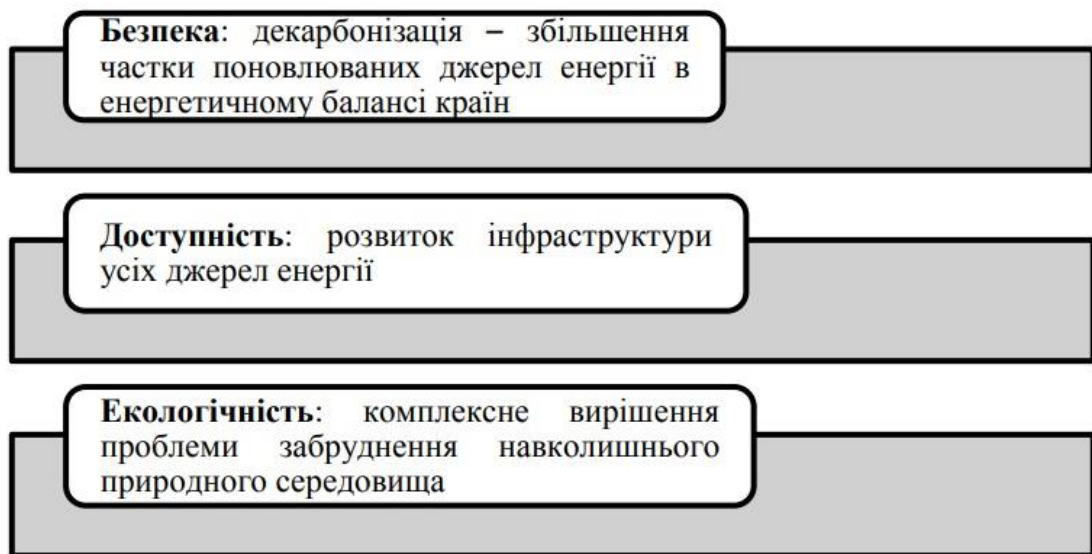 Безпека: декарбонізація – збільшення
частки поновлюваних джерел енергії в
енергетичному балансі країн
Доступність: розвиток інфраструктури
усіх джерел енергії
Екологічність: комплексне вирішення
проблеми забруднення навколишнього
природного середовища